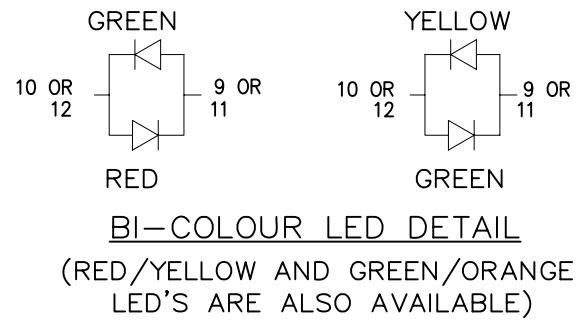 GREEN YELLOW
10 OR 9 OR 10 OR 9 OR
12 11 12 11
RED GREEN
BI-COLOUR LED DETAIL
(RED/YELLOW AND GREEN/ORANGE
LED'S ARE ALSO AVAILABLE)